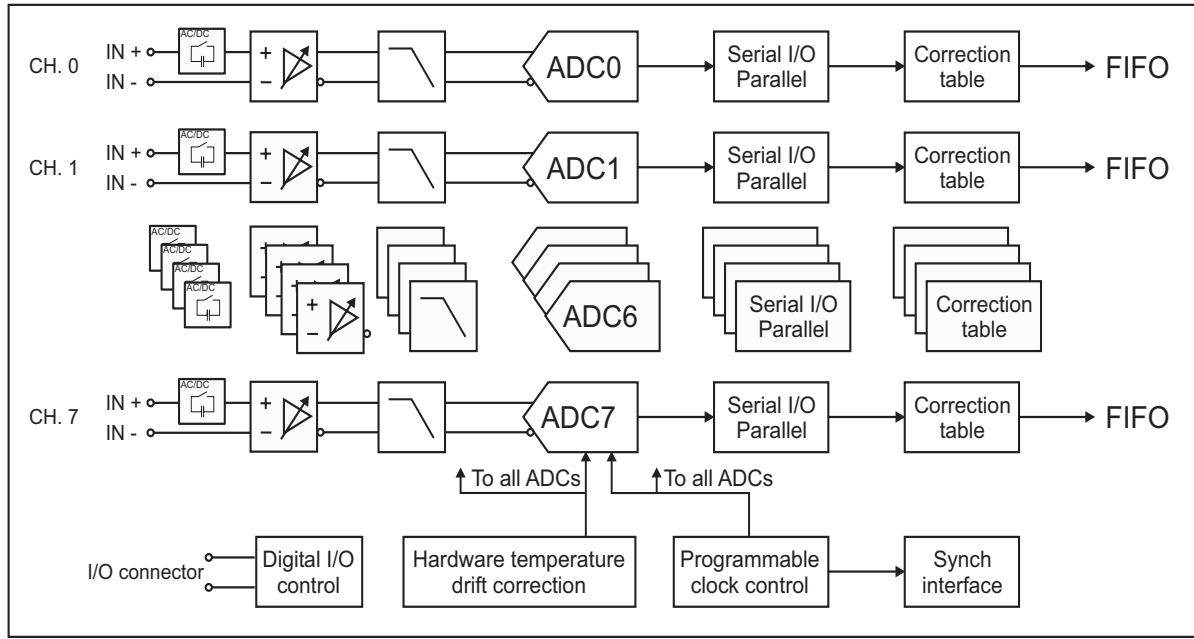 AC/DC
IN +
CH. 0
IN -
+
−
ADC0
Serial I/O
Parallel
Correction
table
FIFO
AC/DC
IN +
CH. 1
IN -
+
−
ADC1
Serial I/O
Parallel
Correction
table
FIFO
AC/DC
AC/DC
AC/DC
AC/DC
+
−
ADC6
Serial I/O
Parallel
Correction
table
AC/DC
IN +
CH. 7
IN -
+
−
ADC7
Serial I/O
Parallel
Correction
table
FIFO
To all ADCs
To all ADCs
I/O connector
Digital I/O
control
Hardware temperature
drift correction
Programmable
clock control
Synch
interface